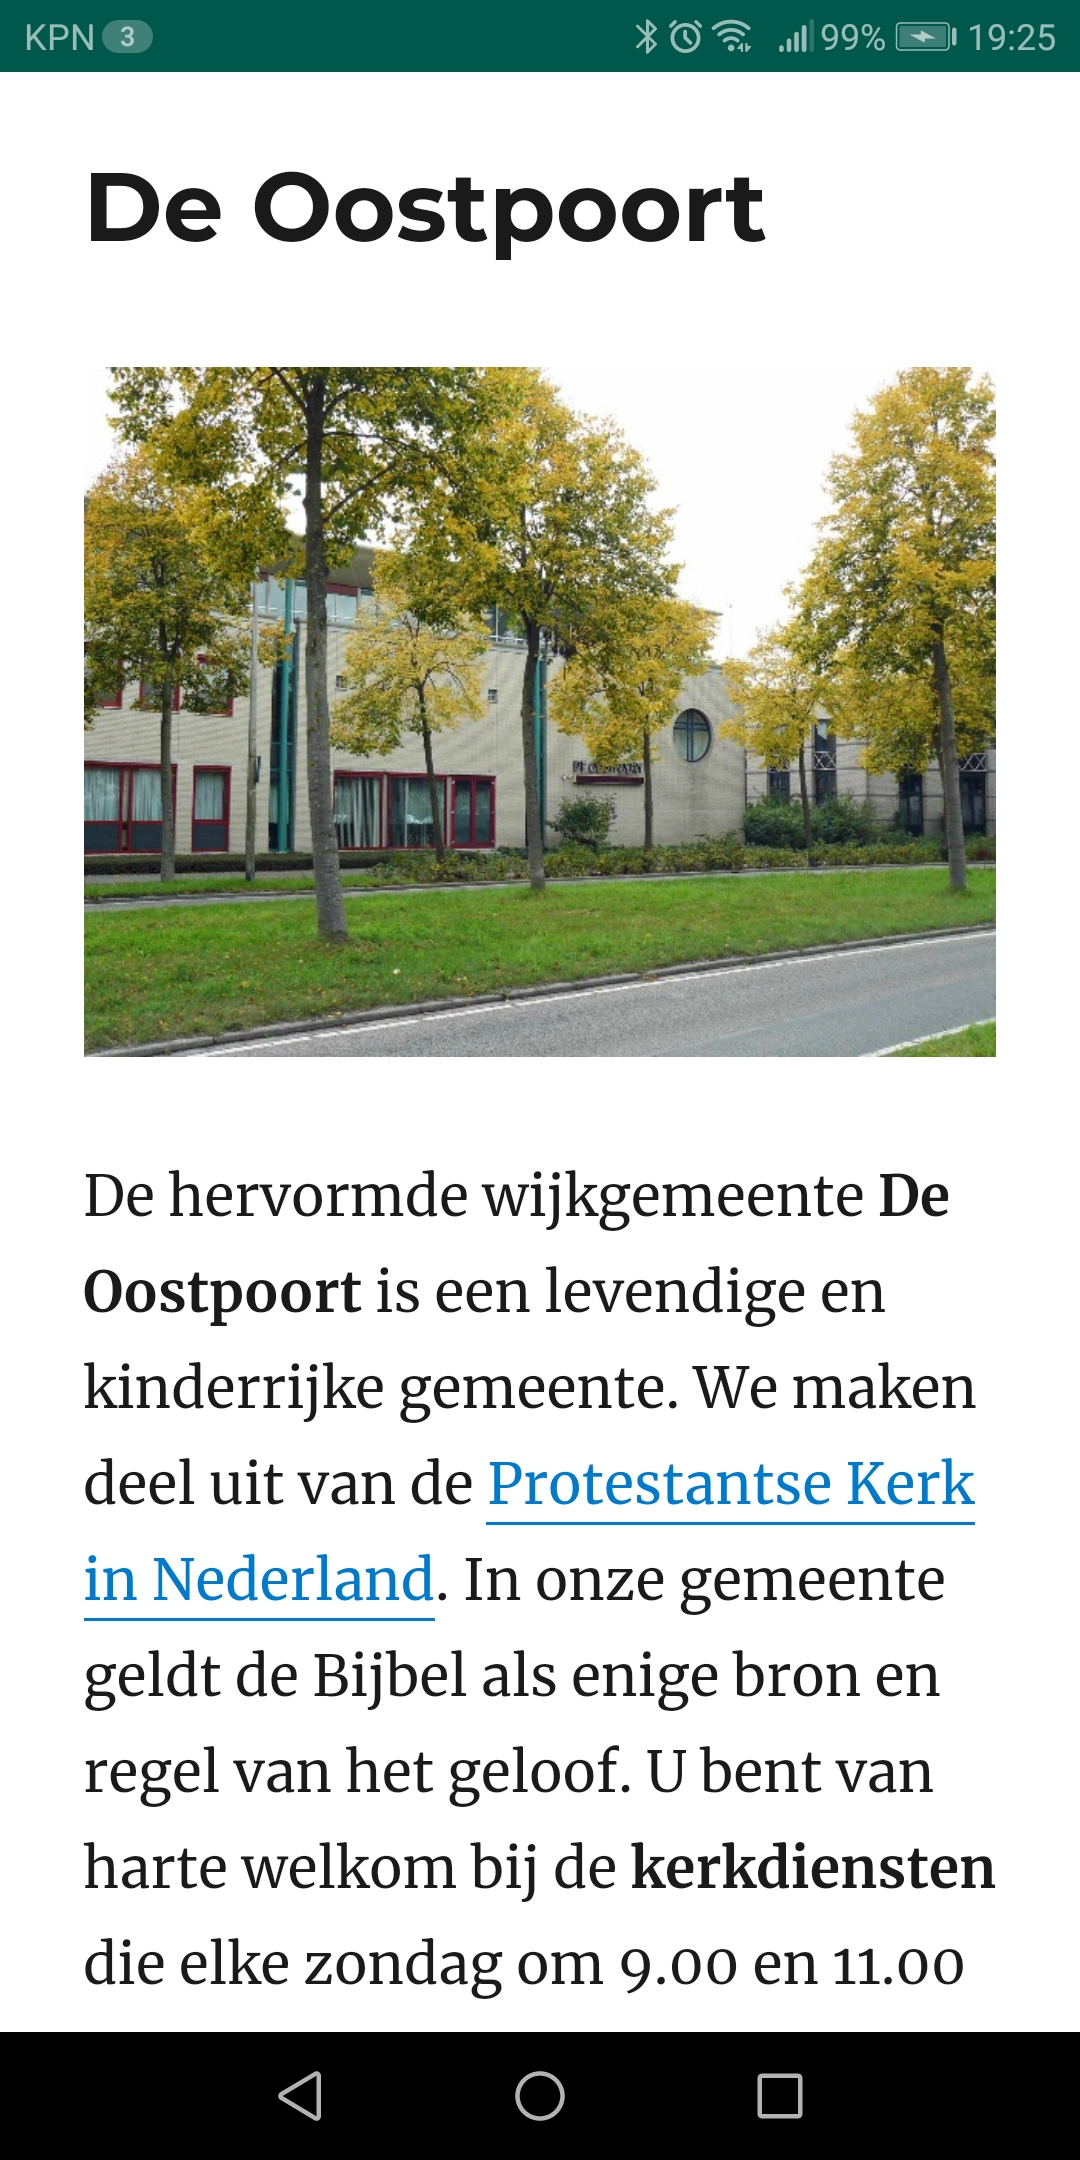 KPN 3 99% 19:25
De Oostpoort
De hervormde wijkgemeente De
Oostpoort is een levendige en
kinderrijke gemeente. We maken
deel uit van de Protestantse Kerk
in Nederland. In onze gemeente
geldt de Bijbel als enige bron en
regel van het geloof. U bent van
harte welkom bij de kerkdiensten
die elke zondag om 9.00 en 11.00